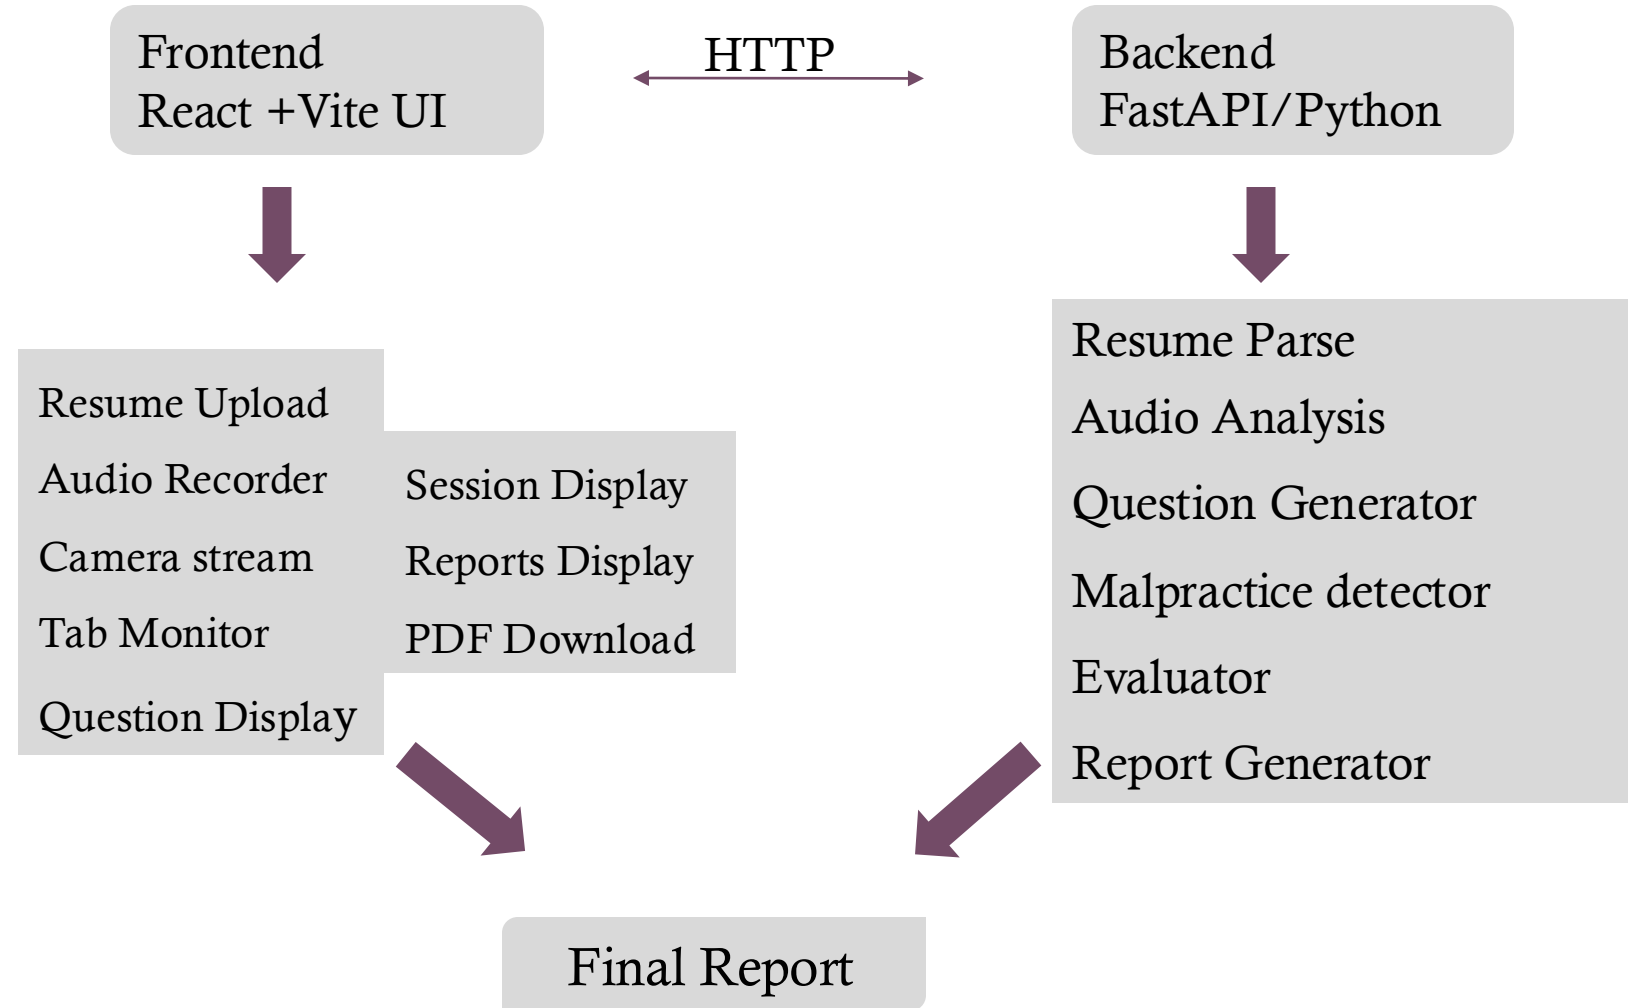 Frontend
React +Vite UI
HTTP
Backend
FastAPI/Python
Resume Upload
Audio Recorder
Camera stream
Tab Monitor
Question Display
Session Display
Reports Display
PDF Download
Resume Parse
Audio Analysis
Question Generator
Malpractice detector
Evaluator
Report Generator
Final Report